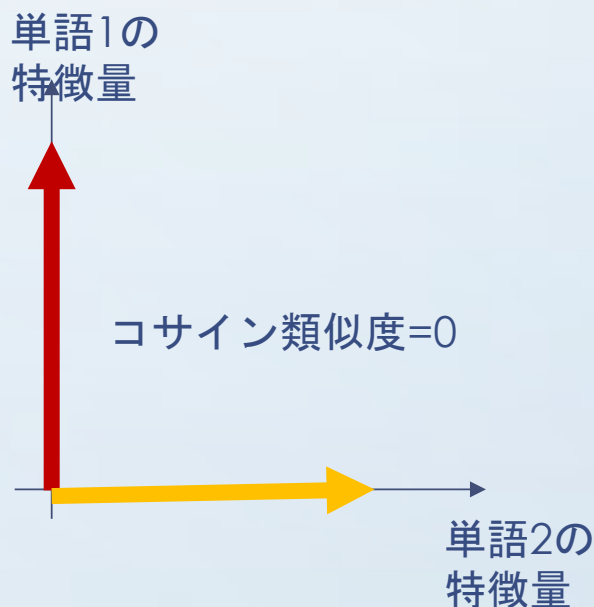 単語1の
特徴量
コサイン類似度=0
単語2の
特徴量